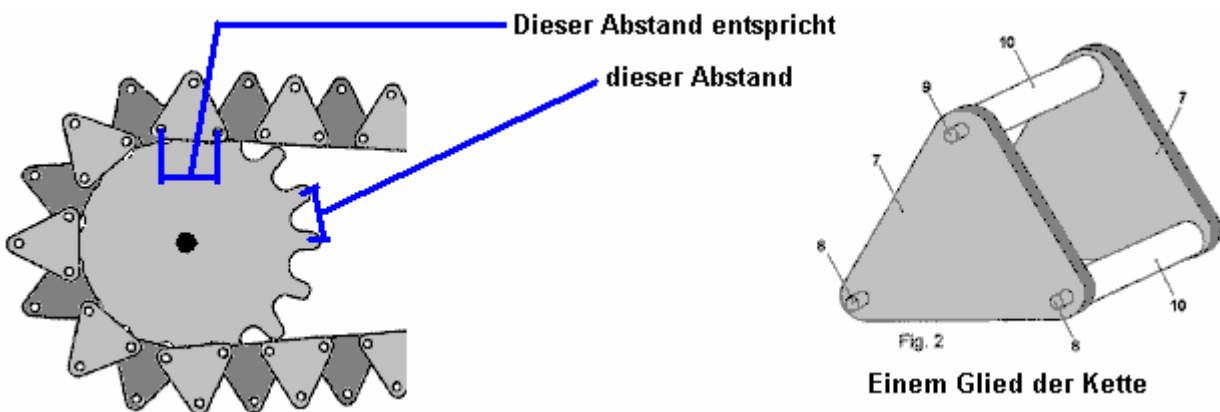 Dieser Abstand entspricht
dieser Abstand
10
9
7
7
8
10
8
Fig. 2
Einem Glied der Kette